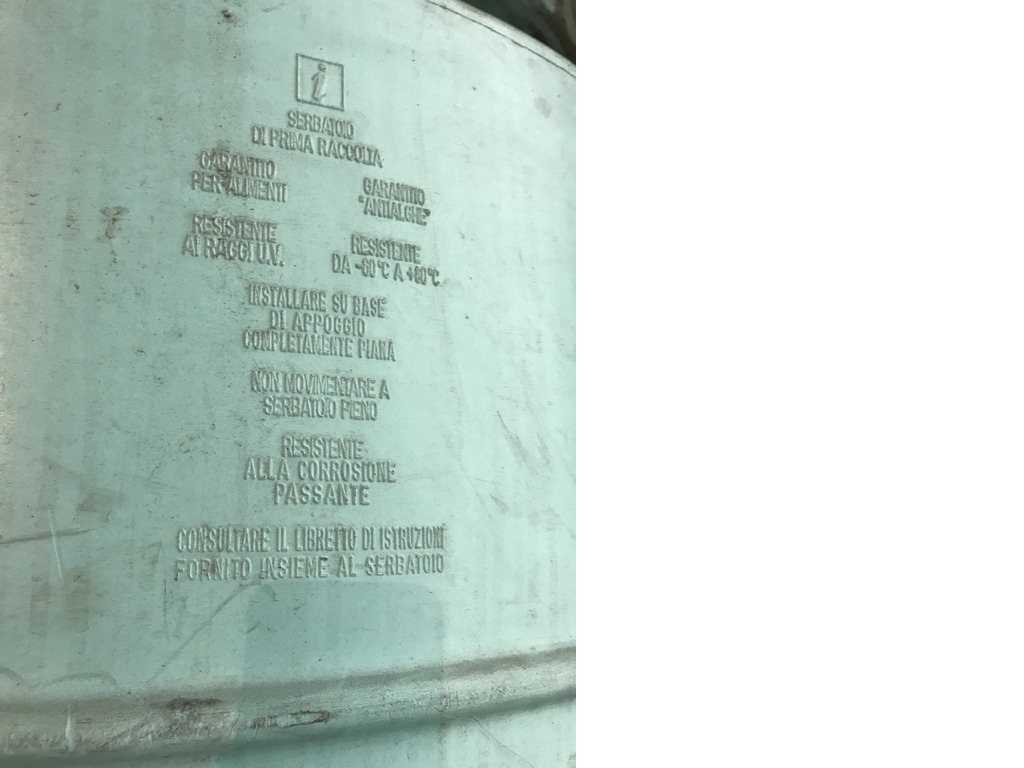 i
SERBATOIO
DI PRIMA RACCOLTA
GARANTITO
PER ALIMENTI
GARANTITO
"ANTIALGHE"
RESISTENTE
AI RAGGI U.V.
RESISTENTE
DA -60°C A +80°C
INSTALLARE SU BASE
DI APPOGGIO
COMPLETAMENTE PIANA
NON MOVIMENTARE A
SERBATOIO PIENO
RESISTENTE
ALLA CORROSIONE
PASSANTE
CONSULTARE IL LIBRETTO DI ISTRUZIONI
FORNITO INSIEME AL SERBATOIO